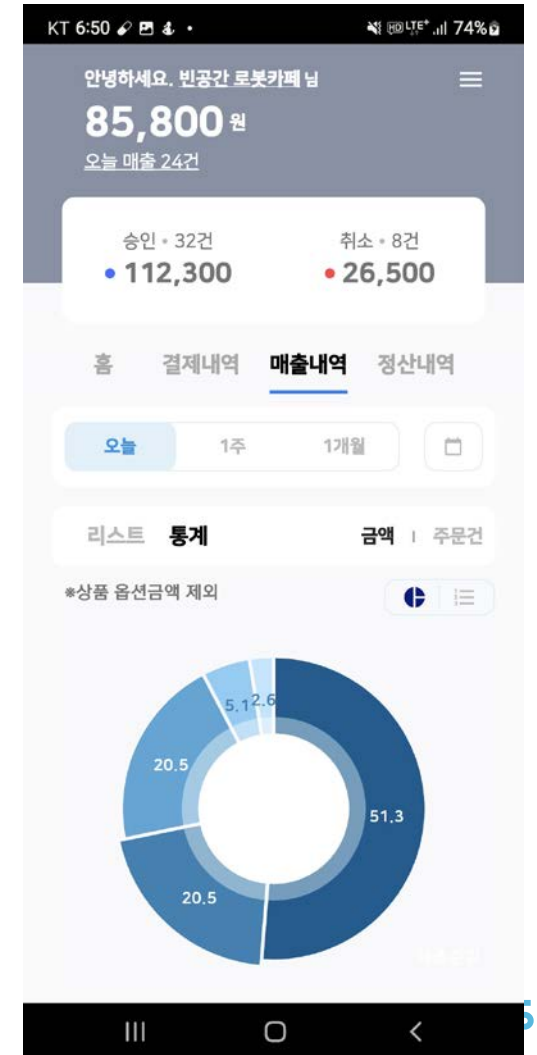 KT 6:50 HD LTE+ 74%
안녕하세요. 빈공간 로봇카페 님
85,800 원
오늘 매출 24건
승인 • 32건 취소 • 8건
112,300 26,500
홈 결제내역 매출내역 정산내역
오늘 1주 1개월
리스트 통계 금액 | 주문건
※상품 옵션금액 제외
5.1 2.6
20.5
51.3
20.5